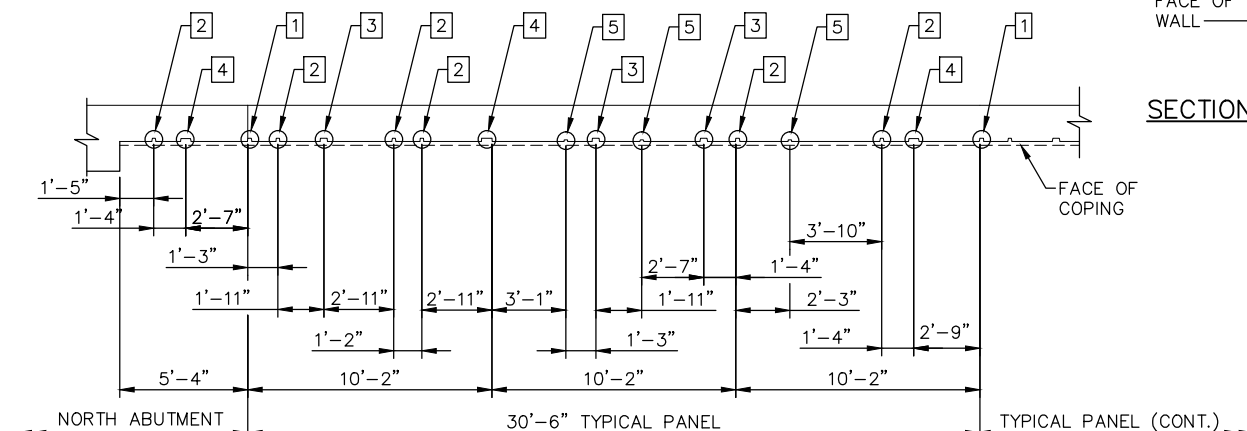 FACE OF
WALL
2 1 3 2 4 5 5 3 5 2 1
4 2 2 3 2 4
SECTION
FACE OF
COPING
1'-5"
1'-4" 2'-7" 3'-10"
1'-3" 2'-7" 1'-4"
1'-11" 2'-11" 2'-11" 3'-1" 1'-11" 2'-3"
1'-2" 1'-3" 1'-4" 2'-9"
5'-4" 10'-2" 10'-2" 10'-2"
NORTH ABUTMENT 30'-6" TYPICAL PANEL TYPICAL PANEL (CONT.)